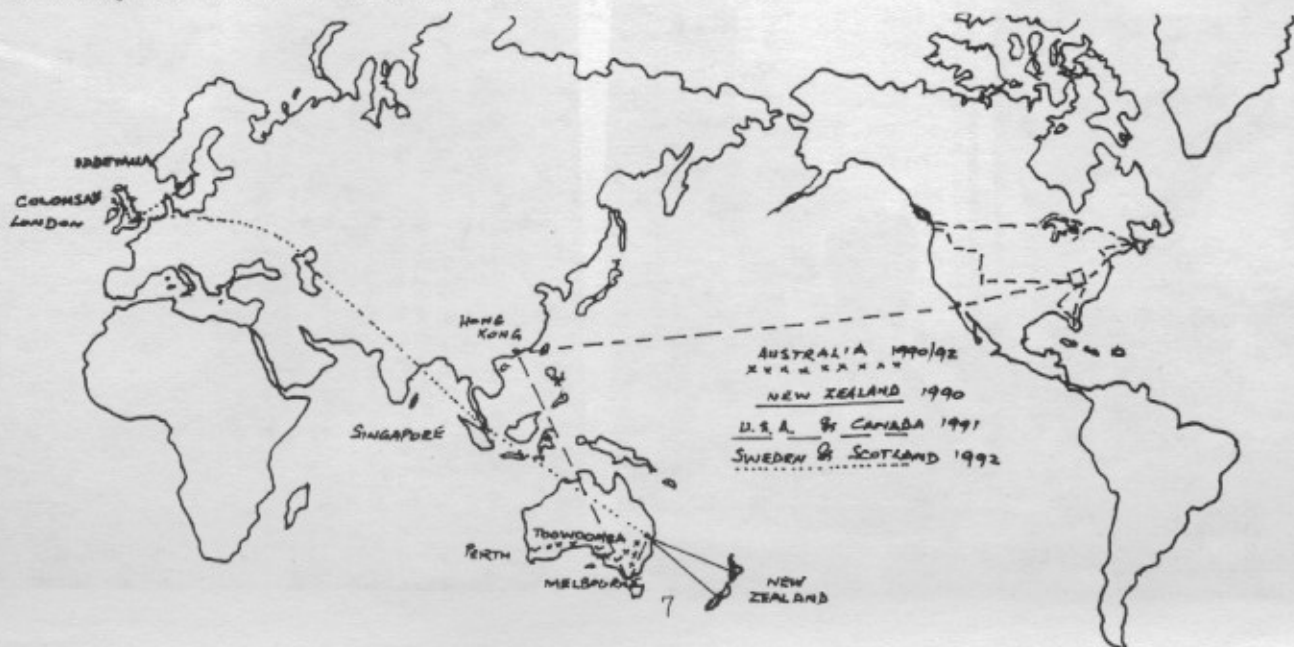 COLONSAY
LONDON
HONG
KONG
SINGAPORE
AUSTRALIA 1990/92
NEW ZEALAND 1990
U.S.A. & CANADA 1991
SWEDEN & SCOTLAND 1992
TOOWOOMBA
PERTH
MELBOURNE
NEW
ZEALAND
7